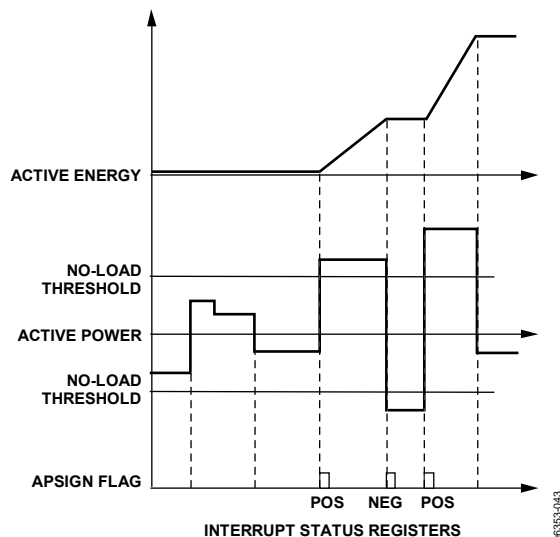 ACTIVE ENERGY
NO-LOAD
THRESHOLD
ACTIVE POWER
NO-LOAD
THRESHOLD
APSIGN FLAG
POS NEG POS
INTERRUPT STATUS REGISTERS
6353-043